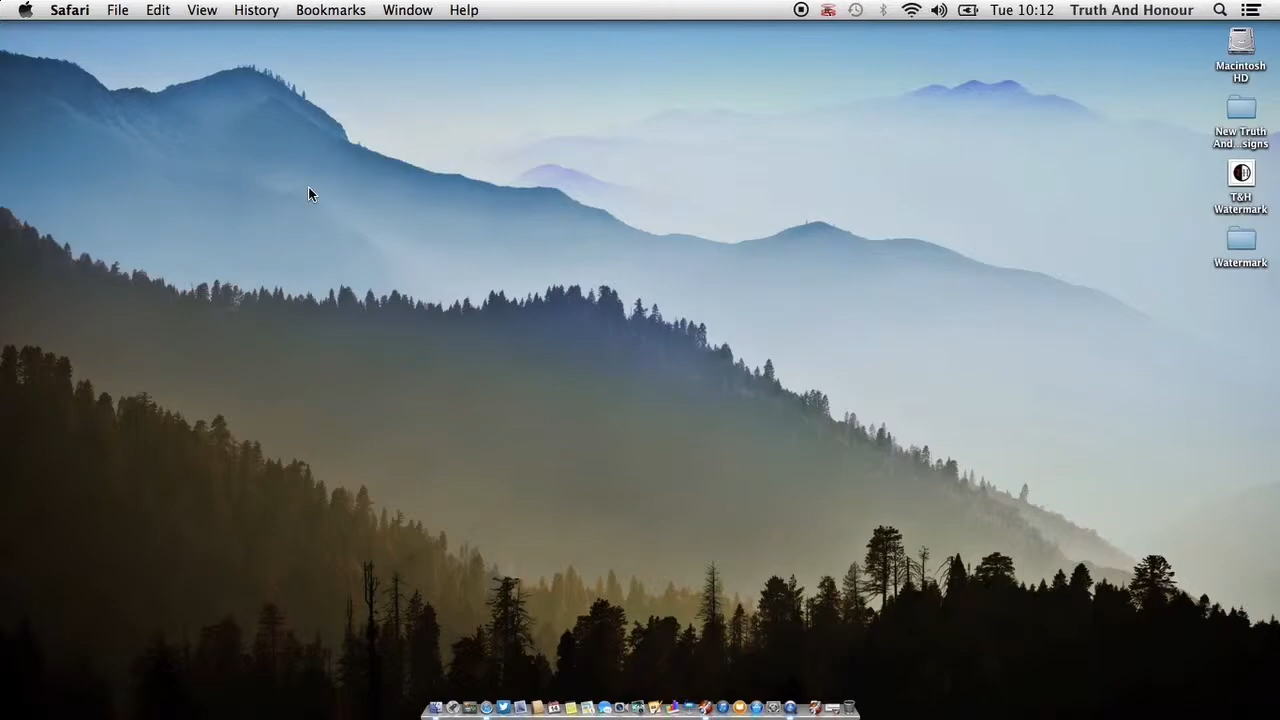 Safari File Edit View History Bookmarks Window Help Tue 10:12 Truth And Honour
Macintosh
HD
New Truth
And...signs
T&H
Watermark
Watermark